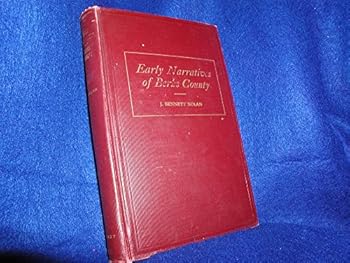 Early Narratives
of Berks County
J. BENNETT NOLAN